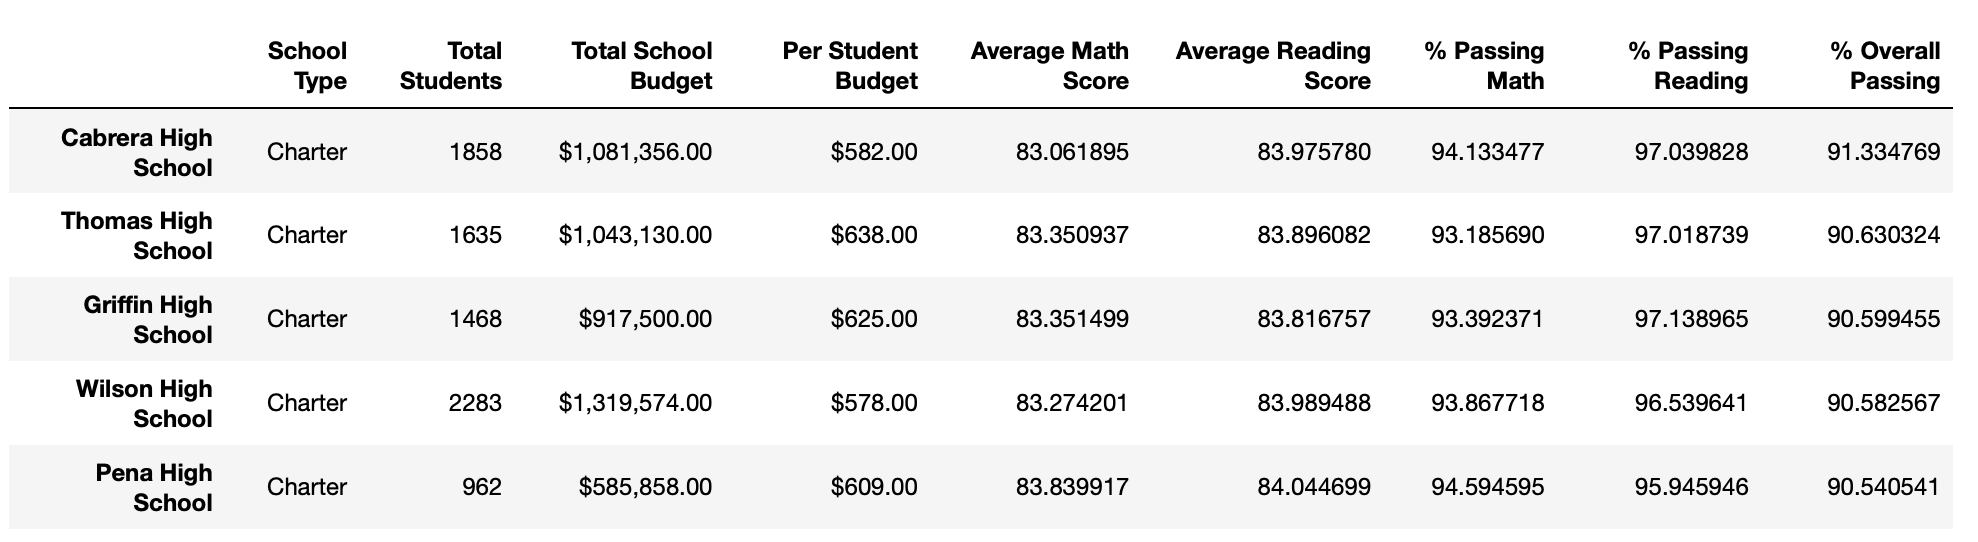 School Type Total Students Total School Budget Per Student Budget Average Math Score Average Reading Score % Passing Math % Passing Reading % Overall Passing
Cabrera High School Charter 1858 $1,081,356.00 $582.00 83.061895 83.975780 94.133477 97.039828 91.334769
Thomas High School Charter 1635 $1,043,130.00 $638.00 83.350937 83.896082 93.185690 97.018739 90.630324
Griffin High School Charter 1468 $917,500.00 $625.00 83.351499 83.816757 93.392371 97.138965 90.599455
Wilson High School Charter 2283 $1,319,574.00 $578.00 83.274201 83.989488 93.867718 96.539641 90.582567
Pena High School Charter 962 $585,858.00 $609.00 83.839917 84.044699 94.594595 95.945946 90.540541